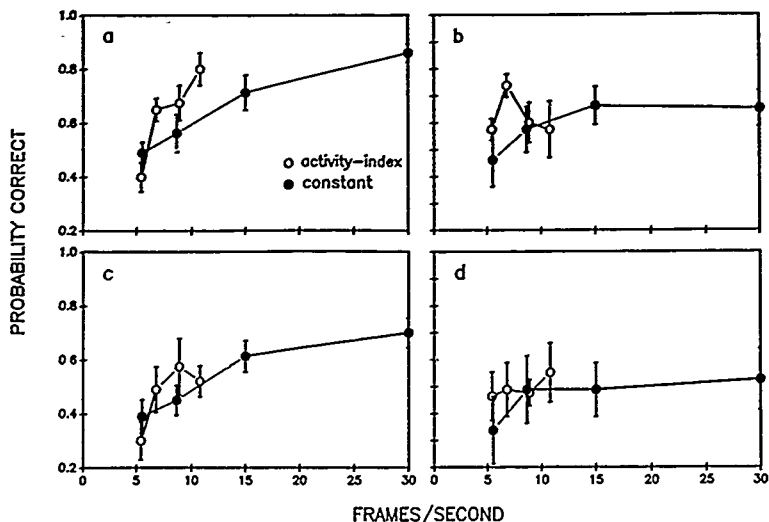 1.0
0.8
0.6
0.4
0.2
a
activity-index
constant
b
1.0
0.8
0.6
0.4
0.2
c
d
0 5 10 15 20 25 30
0 5 10 15 20 25 30
PROBABILITY CORRECT
FRAMES/SECOND